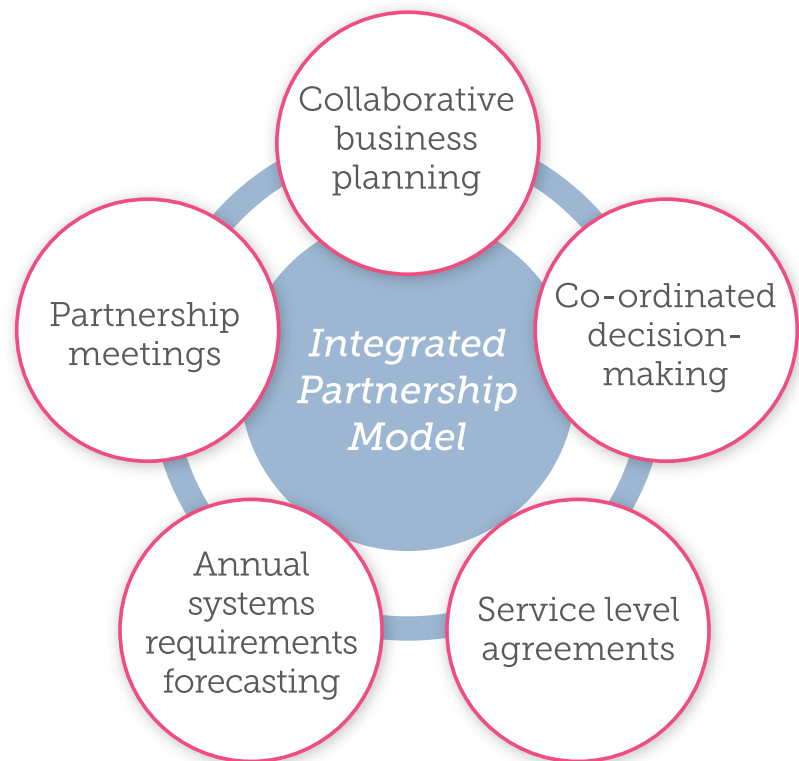 Collaborative
business
planning
Co-ordinated
decision-
making
Service level
agreements
Annual
systems
requirements
forecasting
Partnership
meetings
Integrated
Partnership
Model